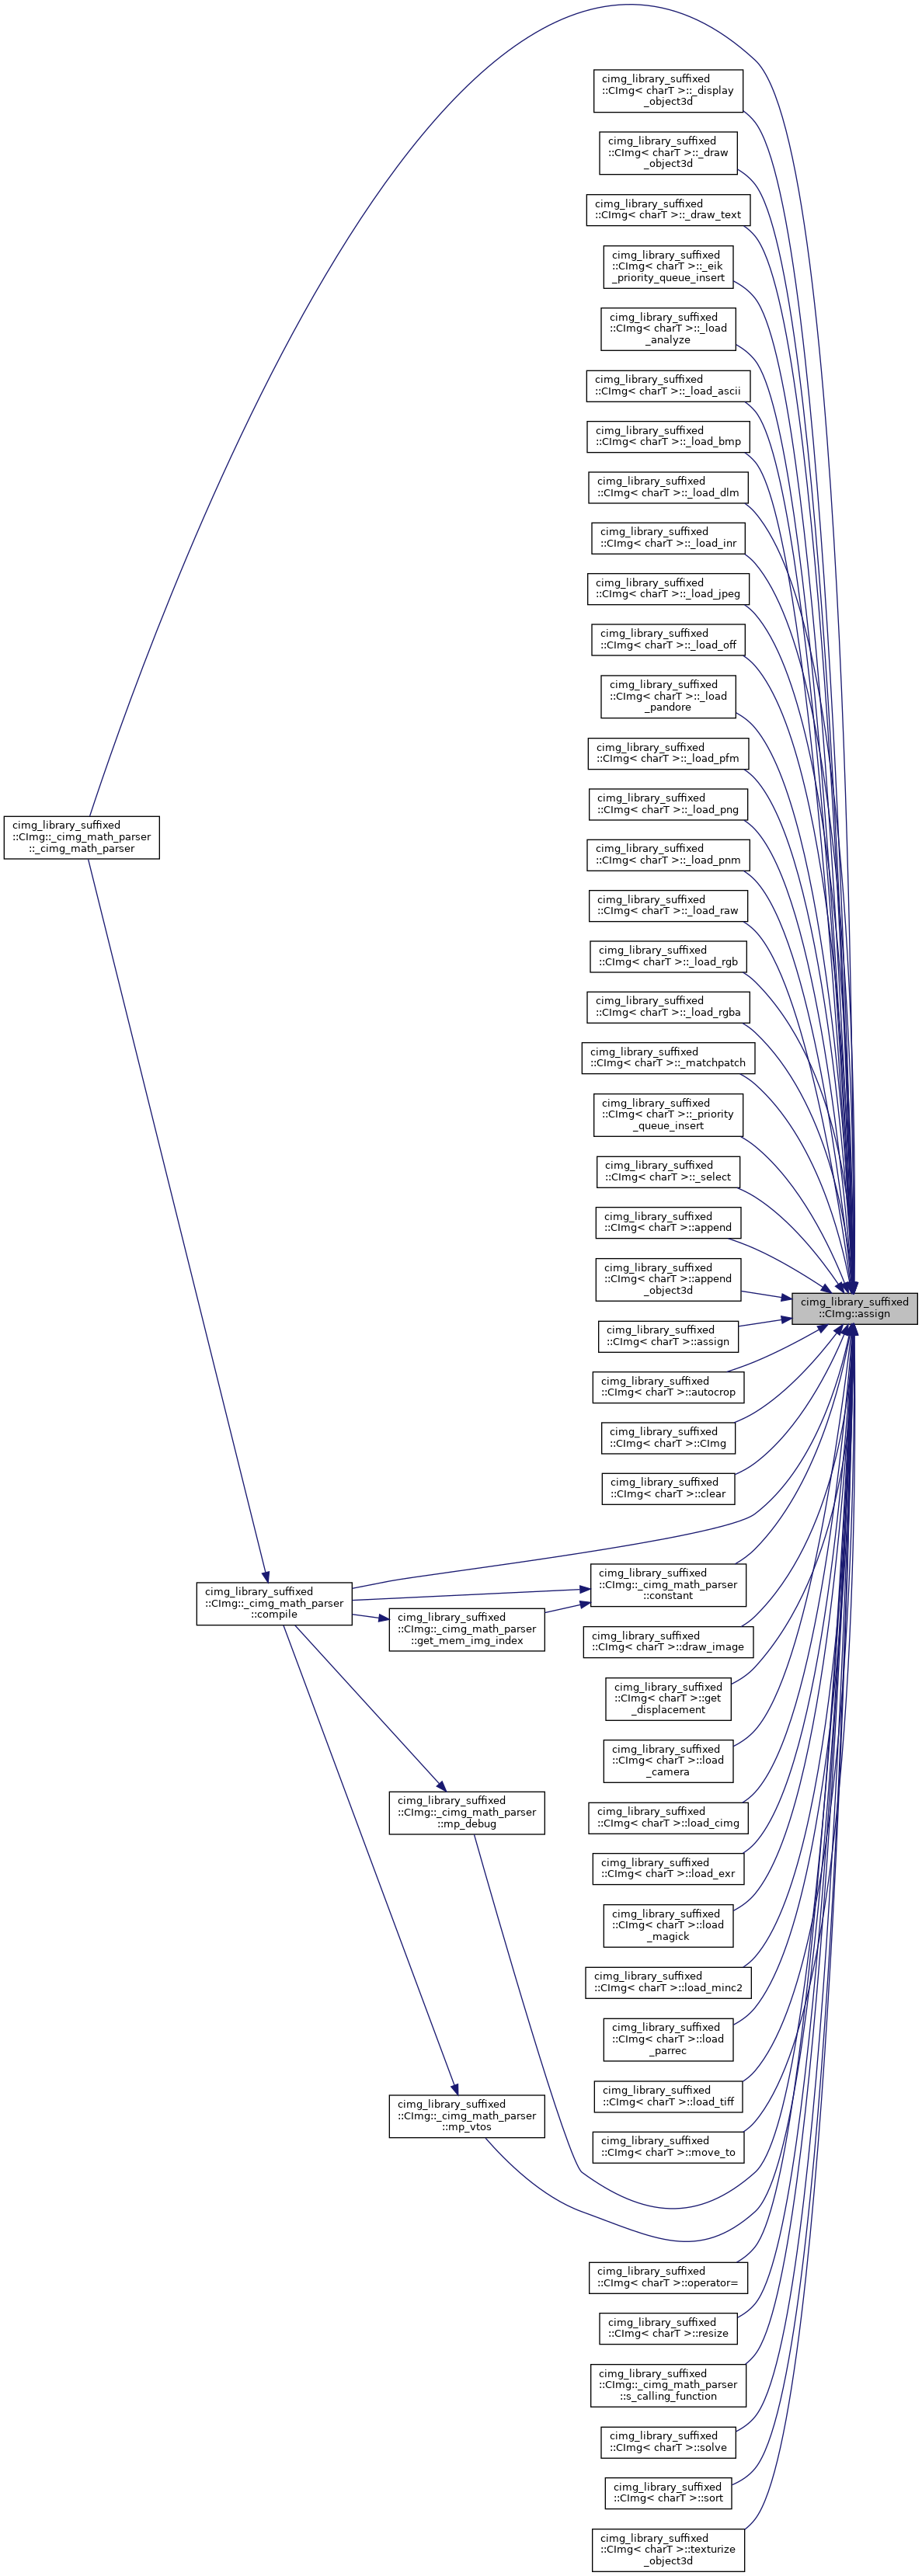 cimg_library_suffixed
::CImg< charT >::_display
_object3d
cimg_library_suffixed
::CImg< charT >::_draw
_object3d
cimg_library_suffixed
::CImg< charT >::_draw_text
cimg_library_suffixed
::CImg< charT >::_eik
_priority_queue_insert
cimg_library_suffixed
::CImg< charT >::_load
_analyze
cimg_library_suffixed
::CImg< charT >::_load_ascii
cimg_library_suffixed
::CImg< charT >::_load_bmp
cimg_library_suffixed
::CImg< charT >::_load_dlm
cimg_library_suffixed
::CImg< charT >::_load_inr
cimg_library_suffixed
::CImg< charT >::_load_jpeg
cimg_library_suffixed
::CImg< charT >::_load_off
cimg_library_suffixed
::CImg< charT >::_load
_pandore
cimg_library_suffixed
::CImg< charT >::_load_pfm
cimg_library_suffixed
::CImg< charT >::_load_png
cimg_library_suffixed
::CImg::_cimg_math_parser
::_cimg_math_parser
cimg_library_suffixed
::CImg< charT >::_load_pnm
cimg_library_suffixed
::CImg< charT >::_load_raw
cimg_library_suffixed
::CImg< charT >::_load_rgb
cimg_library_suffixed
::CImg< charT >::_load_rgba
cimg_library_suffixed
::CImg< charT >::_matchpatch
cimg_library_suffixed
::CImg< charT >::_priority
_queue_insert
cimg_library_suffixed
::CImg< charT >::_select
cimg_library_suffixed
::CImg< charT >::append
cimg_library_suffixed
::CImg< charT >::append
_object3d
cimg_library_suffixed
::CImg::assign
cimg_library_suffixed
::CImg< charT >::assign
cimg_library_suffixed
::CImg< charT >::autocrop
cimg_library_suffixed
::CImg< charT >::CImg
cimg_library_suffixed
::CImg< charT >::clear
cimg_library_suffixed
::CImg::_cimg_math_parser
::constant
cimg_library_suffixed
::CImg::_cimg_math_parser
::compile
cimg_library_suffixed
::CImg::_cimg_math_parser
::get_mem_img_index
cimg_library_suffixed
::CImg< charT >::draw_image
cimg_library_suffixed
::CImg< charT >::get
_displacement
cimg_library_suffixed
::CImg< charT >::load
_camera
cimg_library_suffixed
::CImg::_cimg_math_parser
::mp_debug
cimg_library_suffixed
::CImg< charT >::load_cimg
cimg_library_suffixed
::CImg< charT >::load_exr
cimg_library_suffixed
::CImg< charT >::load
_magick
cimg_library_suffixed
::CImg< charT >::load_minc2
cimg_library_suffixed
::CImg< charT >::load
_parrec
cimg_library_suffixed
::CImg< charT >::load_tiff
cimg_library_suffixed
::CImg::_cimg_math_parser
::mp_vtos
cimg_library_suffixed
::CImg< charT >::move_to
cimg_library_suffixed
::CImg< charT >::operator=
cimg_library_suffixed
::CImg< charT >::resize
cimg_library_suffixed
::CImg::_cimg_math_parser
::s_calling_function
cimg_library_suffixed
::CImg< charT >::solve
cimg_library_suffixed
::CImg< charT >::sort
cimg_library_suffixed
::CImg< charT >::texturize
_object3d